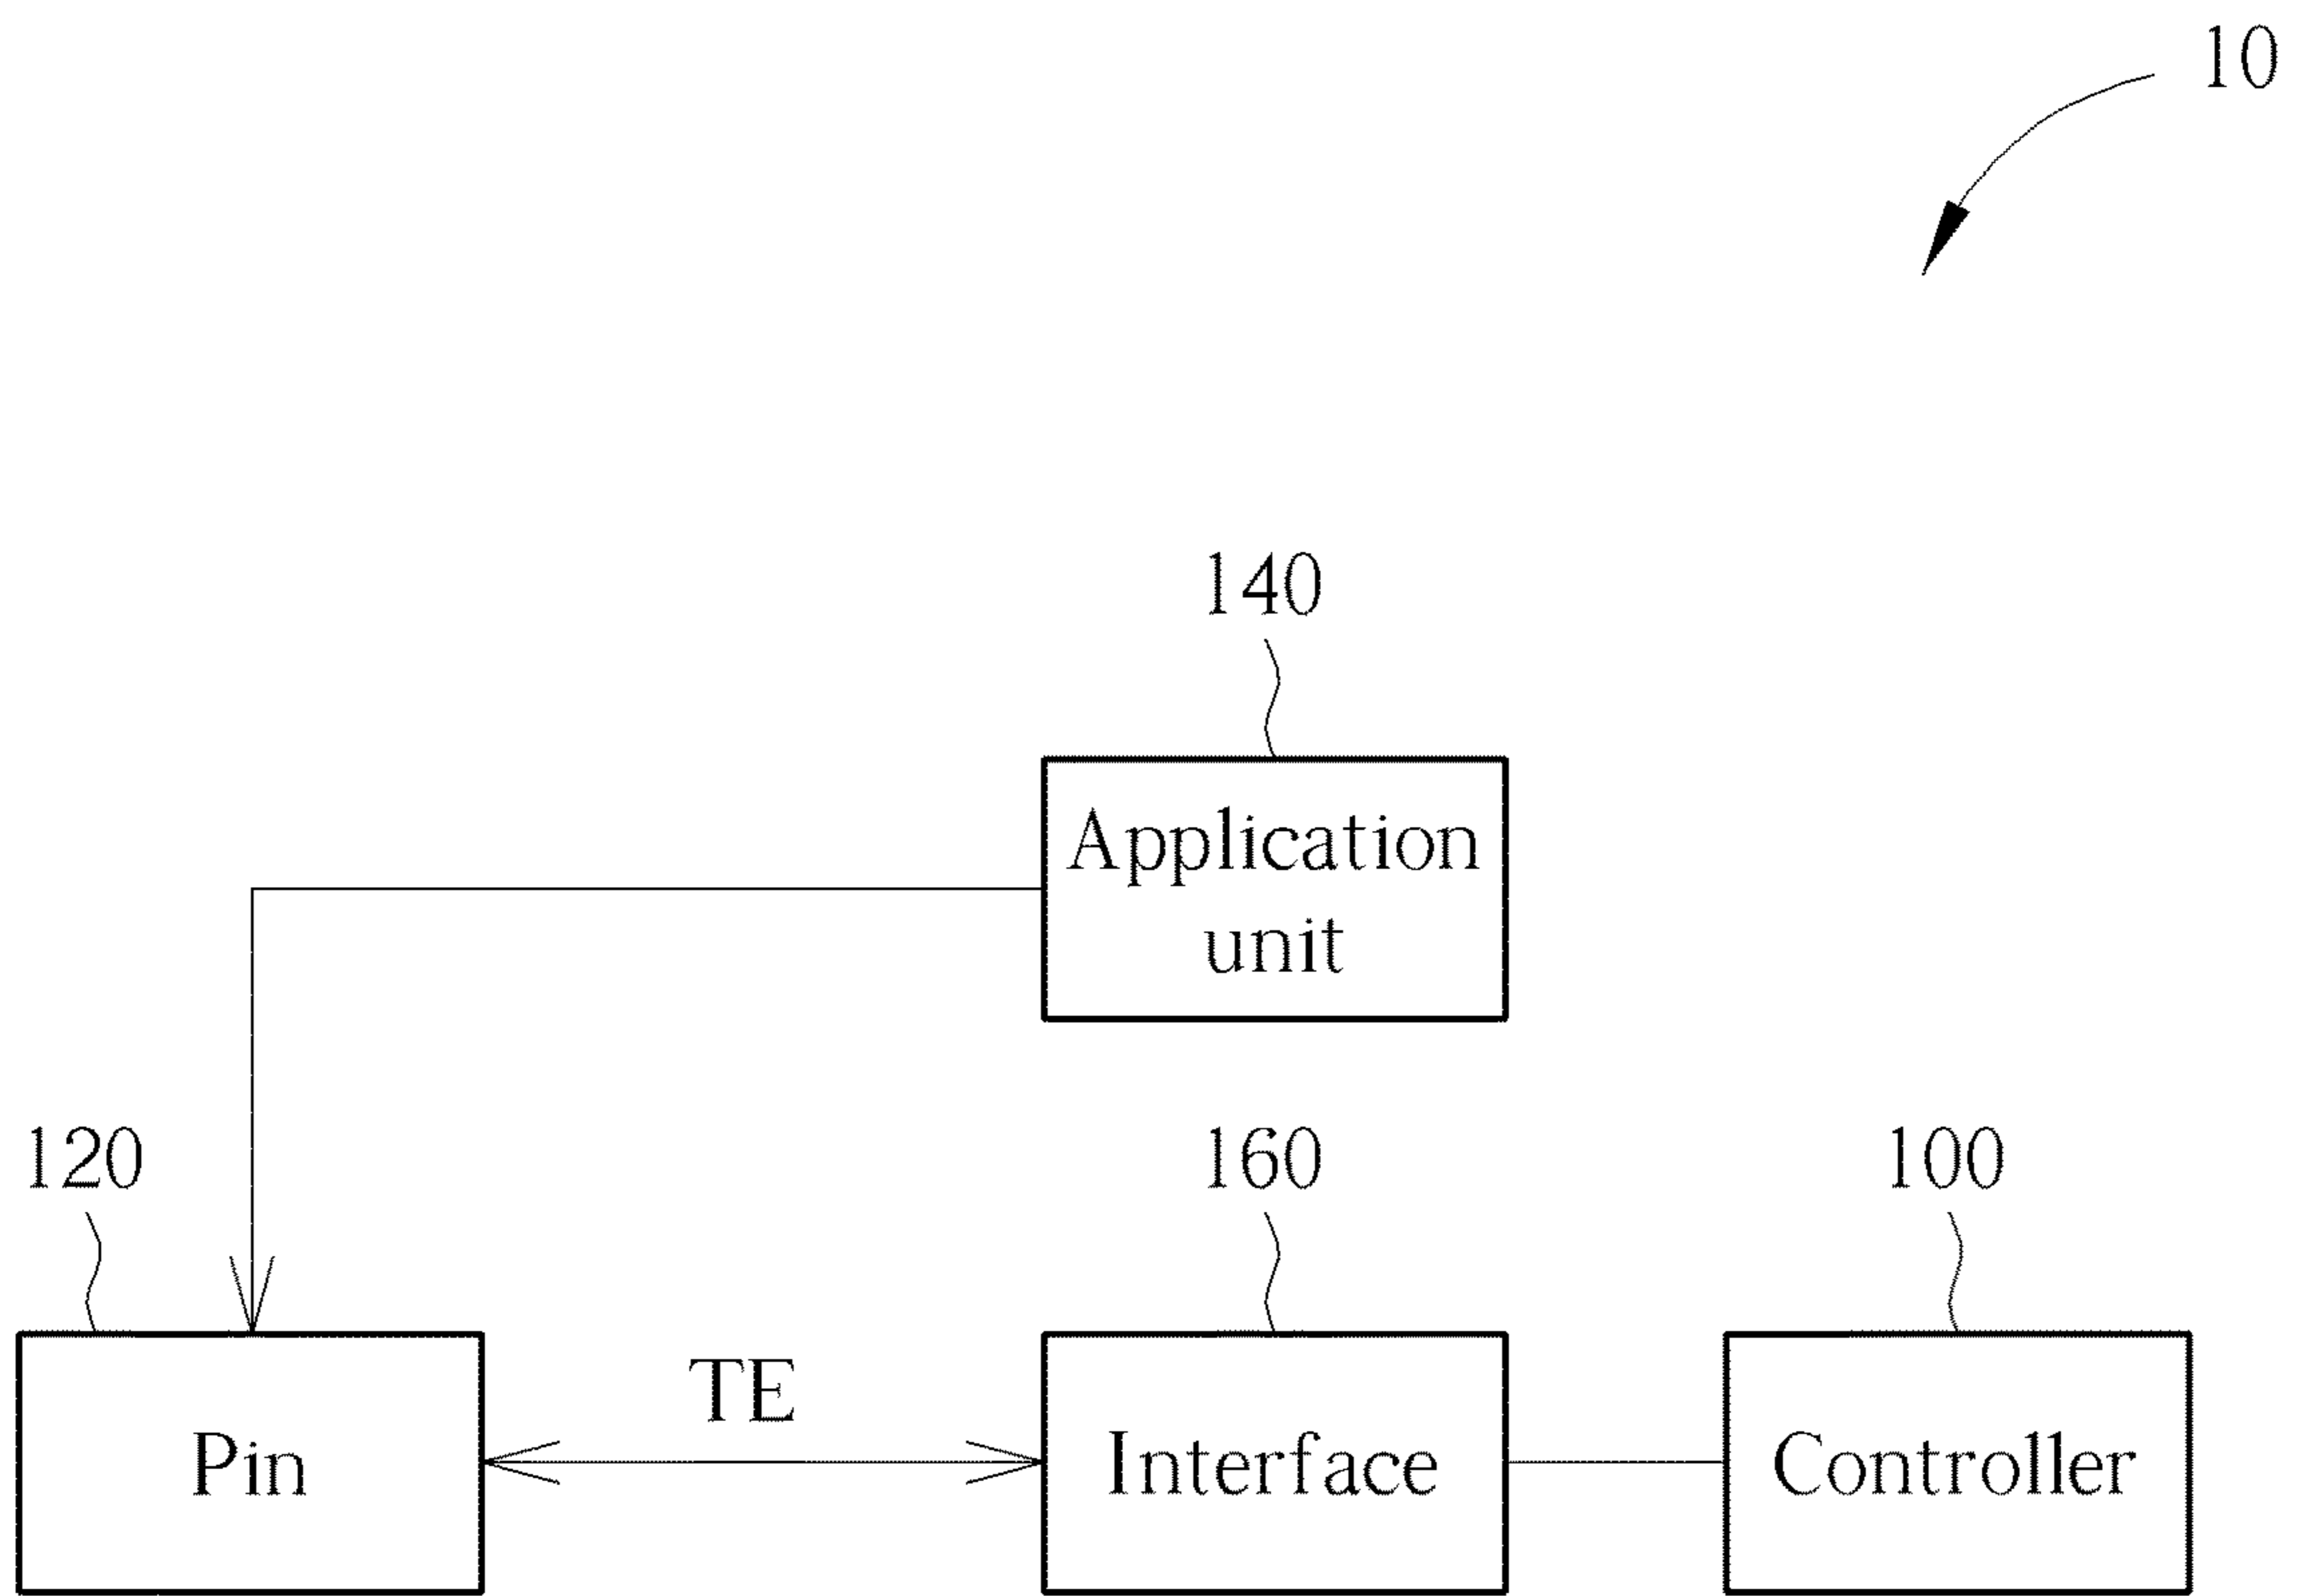 10
140
Application
unit
120
160
100
TE
Pin
Interface
Controller